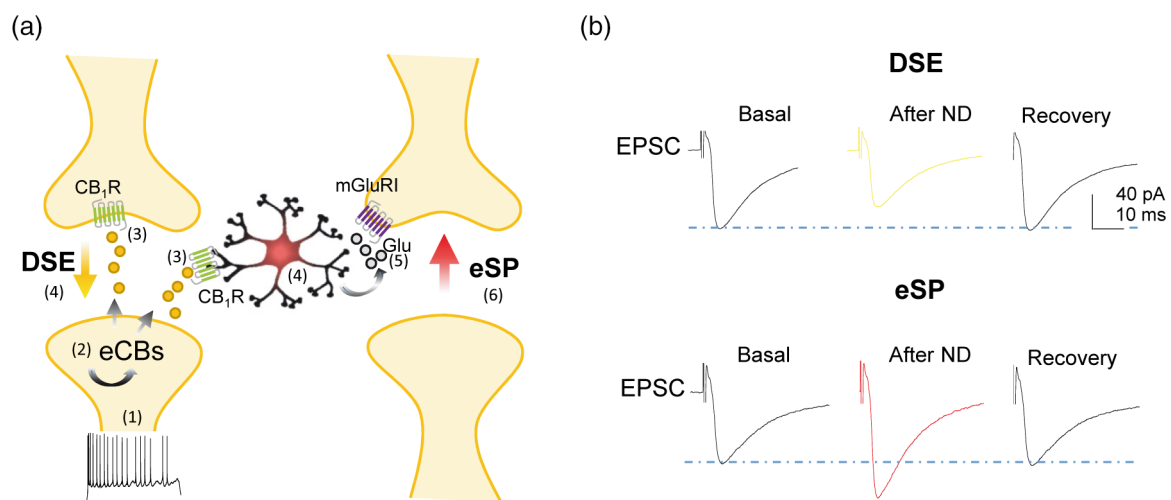 (a)
CB₁R
(3)
DSE
(4)
(3)
CB₁R
(4)
mGluRI
Glu
(5)
eSP
(6)
(2)
eCBs
(1)
(b)
DSE
Basal
After ND
Recovery
EPSC
40 pA
10 ms
eSP
Basal
After ND
Recovery
EPSC